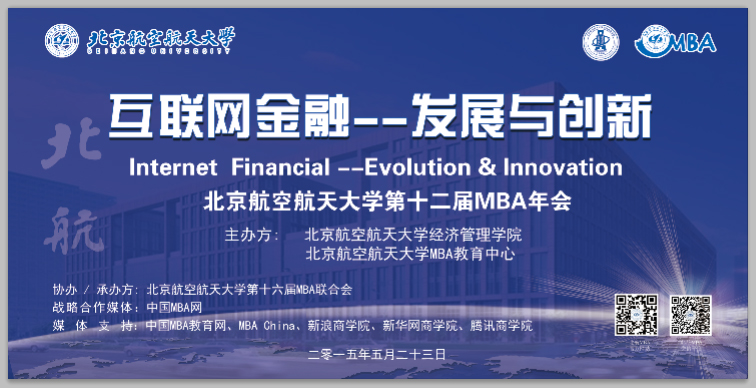 北京航空航天大学
BEIHANG UNIVERSITY
MBA
互联网金融--发展与创新
Internet Financial --Evolution & Innovation
北京航空航天大学第十二届MBA年会
北航
主办方： 北京航空航天大学经济管理学院
北京航空航天大学MBA教育中心
协办 / 承办方: 北京航空航天大学第十六届MBA联合会
战略合作媒体: 中国MBA网
媒 体 支 持: 中国MBA教育网、MBA China、新浪商学院、新华网商学院、腾讯商学院
二零一五年五月二十三日